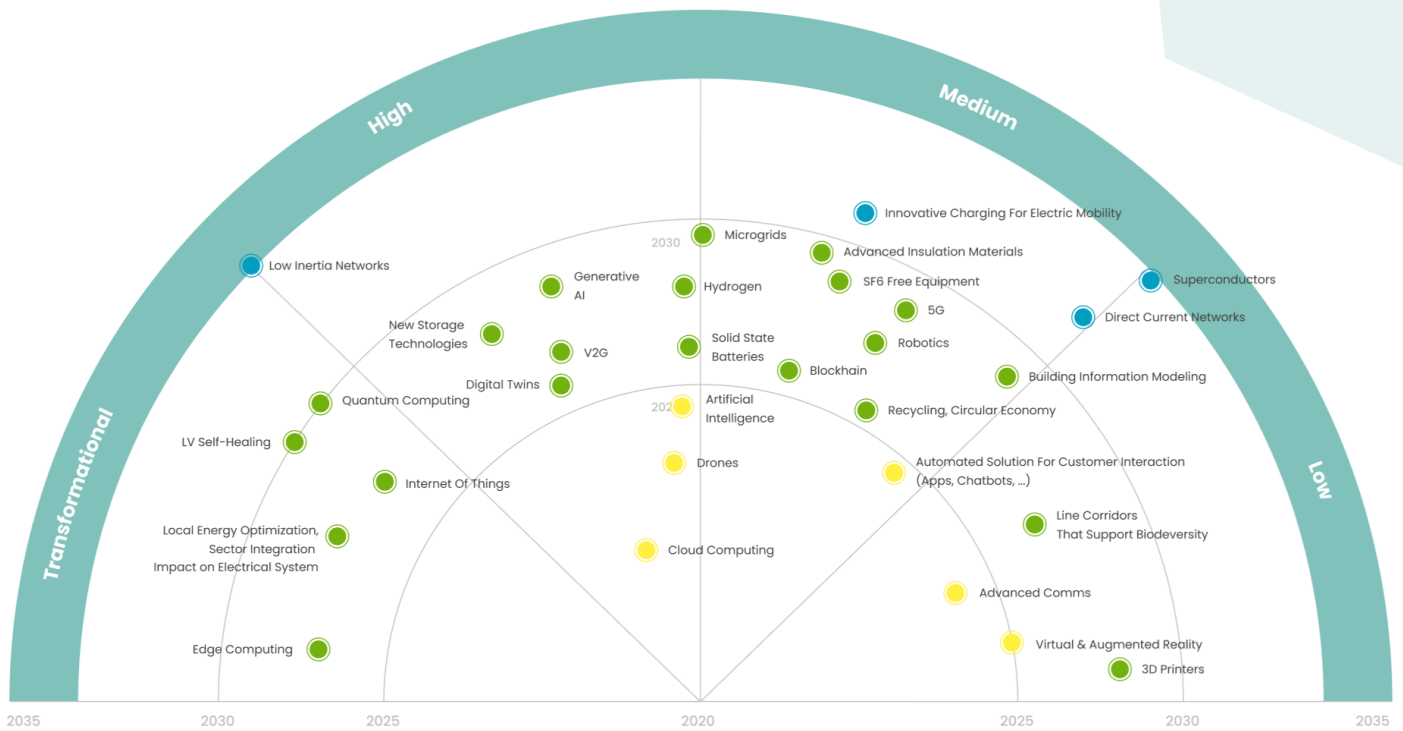 High
Medium
Transformational
Low
Innovative Charging For Electric Mobility
2030
Microgrids
Advanced Insulation Materials
Low Inertia Networks
Generative
AI
Hydrogen
SF6 Free Equipment
Superconductors
5G
Direct Current Networks
New Storage
Technologies
V2G
Solid State
Batteries
Robotics
Blockhain
Building Information Modeling
Digital Twins
Quantum Computing
Artificial
Intelligence
Recycling, Circular Economy
LV Self-Healing
Drones
Automated Solution For Customer Interaction
(Apps, Chatbots, ...)
Internet Of Things
Line Corridors
That Support Biodeversity
Local Energy Optimization,
Sector Integration
Impact on Electrical System
Cloud Computing
Advanced Comms
Edge Computing
Virtual & Augmented Reality
3D Printers
2035
2030
2025
2020
2025
2030
2035